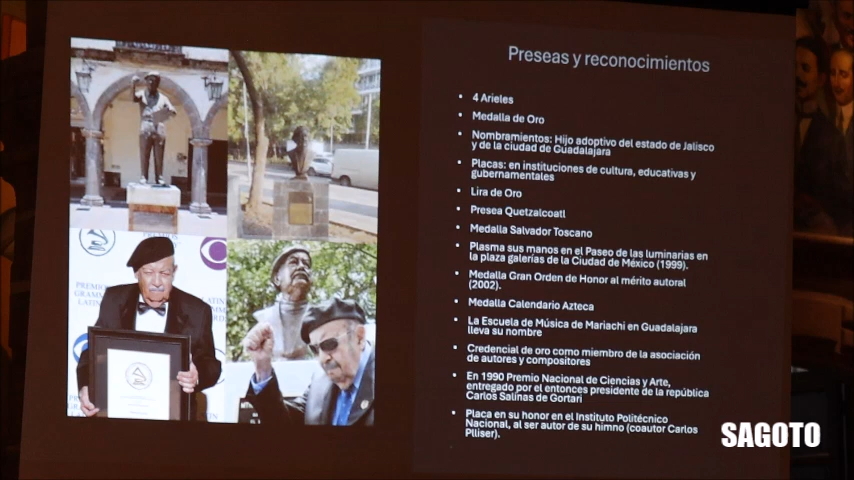 Preseas y reconocimientos
• 4 Arieles
• Medalla de Oro
• Nombramientos: Hijo adoptivo del estado de Jalisco
y de la ciudad de Guadalajara
• Placas: en instituciones de cultura, educativas y
gubernamentales
• Lira de Oro
• Presea Quetzalcoatl
• Medalla Salvador Toscano
• Plasma sus manos en el Paseo de las luminarias en
la plaza galerías de la Ciudad de México (1999).
• Medalla Gran Orden de Honor al mérito autoral
(2002).
• Medalla Calendario Azteca
• La Escuela de Música de Mariachi en Guadalajara
lleva su nombre
• Credencial de oro como miembro de la asociación
de autores y compositores
• En 1990 Premio Nacional de Ciencias y Arte,
entregado por el entonces presidente de la república
Carlos Salinas de Gortari
• Placa en su honor en el Instituto Politécnico
Nacional, al ser autor de su himno (coautor Carlos
Plliser).
SAGOTO